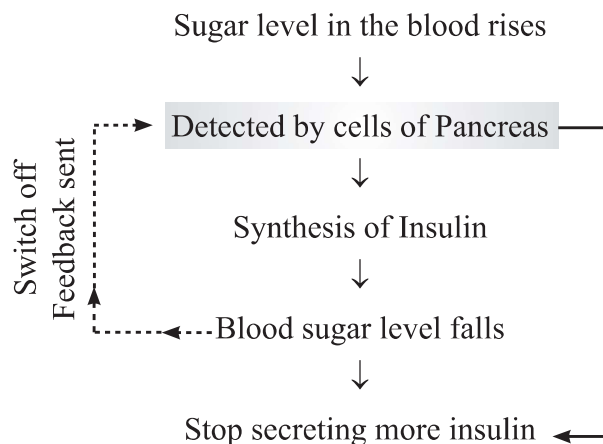 Sugar level in the blood rises
Detected by cells of Pancreas
Synthesis of Insulin
Blood sugar level falls
Stop secreting more insulin
Switch off
Feedback sent